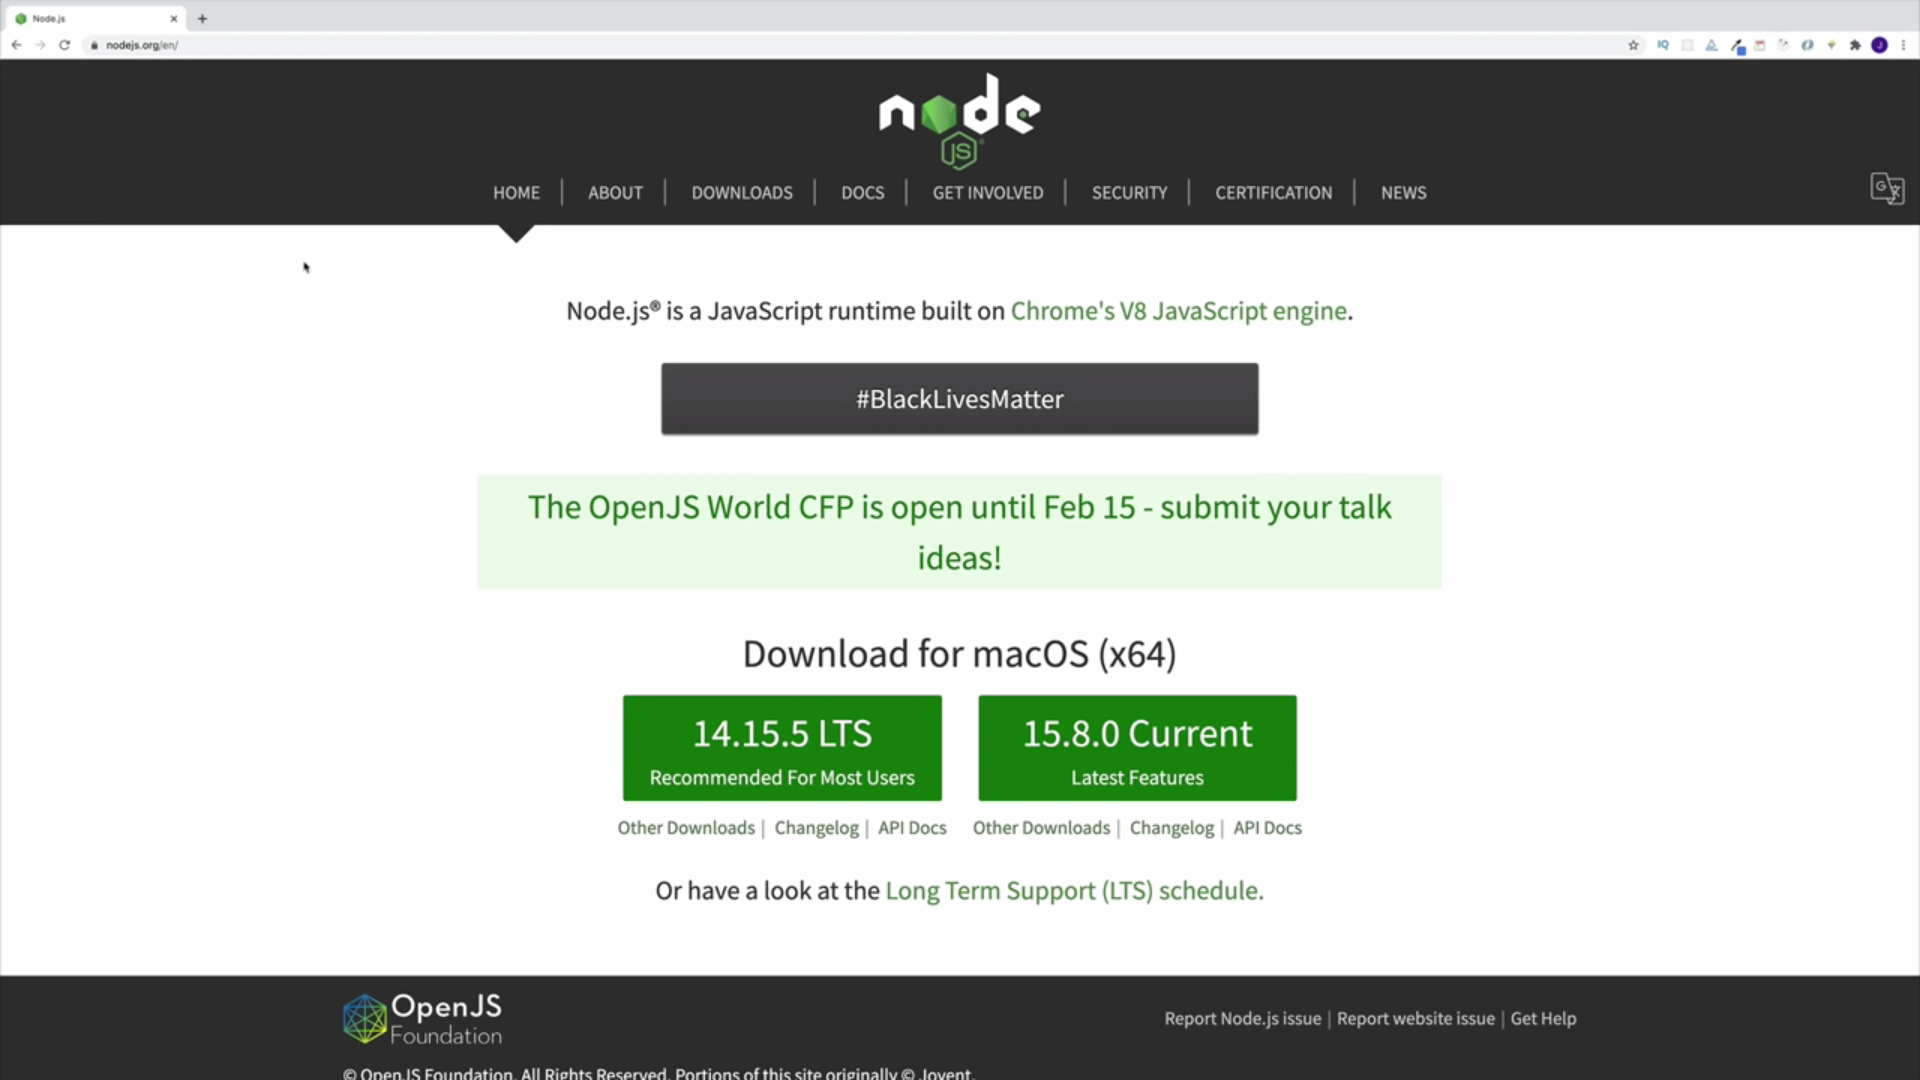 Node.js
nodejs.org/en/
IQ
J
node
JS
HOME | ABOUT | DOWNLOADS | DOCS | GET INVOLVED | SECURITY | CERTIFICATION | NEWS
Node.js® is a JavaScript runtime built on Chrome's V8 JavaScript engine.
#BlackLivesMatter
The OpenJS World CFP is open until Feb 15 - submit your talk
ideas!
Download for macOS (x64)
14.15.5 LTS
Recommended For Most Users
15.8.0 Current
Latest Features
Other Downloads | Changelog | API Docs
Other Downloads | Changelog | API Docs
Or have a look at the Long Term Support (LTS) schedule.
OpenJS
Foundation
Report Node.js issue | Report website issue | Get Help
© OpenJS Foundation. All Rights Reserved. Portions of this site originally © Joyent.